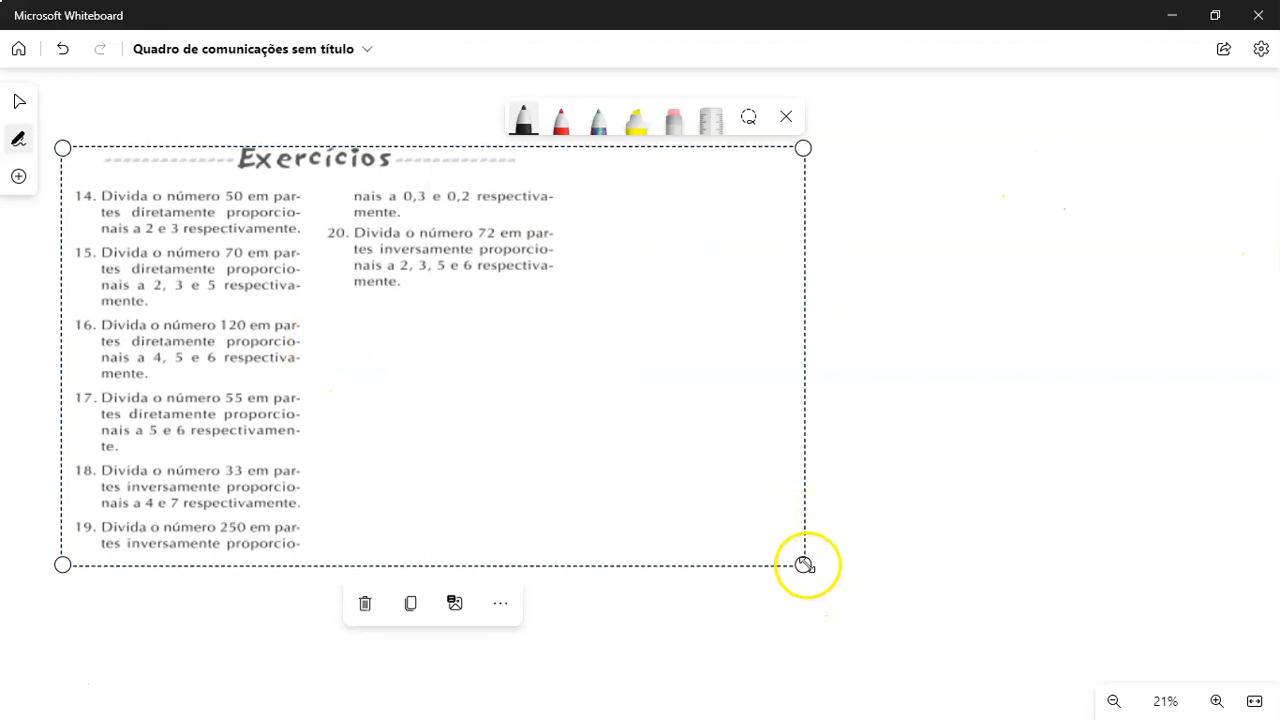 Microsoft Whiteboard
Quadro de comunicações sem título
Exercícios
14. Divida o número 50 em par-
tes diretamente proporcio-
nais a 2 e 3 respectivamente.
15. Divida o número 70 em par-
tes diretamente proporcio-
nais a 2, 3 e 5 respectiva-
mente.
16. Divida o número 120 em par-
tes diretamente proporcio-
nais a 4, 5 e 6 respectiva-
mente.
17. Divida o número 55 em par-
tes diretamente proporcio-
nais a 5 e 6 respectivamen-
te.
18. Divida o número 33 em par-
tes inversamente proporcio-
nais a 4 e 7 respectivamente.
19. Divida o número 250 em par-
tes inversamente proporcio-
nais a 0,3 e 0,2 respectiva-
mente.
20. Divida o número 72 em par-
tes inversamente proporcio-
nais a 2, 3, 5 e 6 respectiva-
mente.
21%